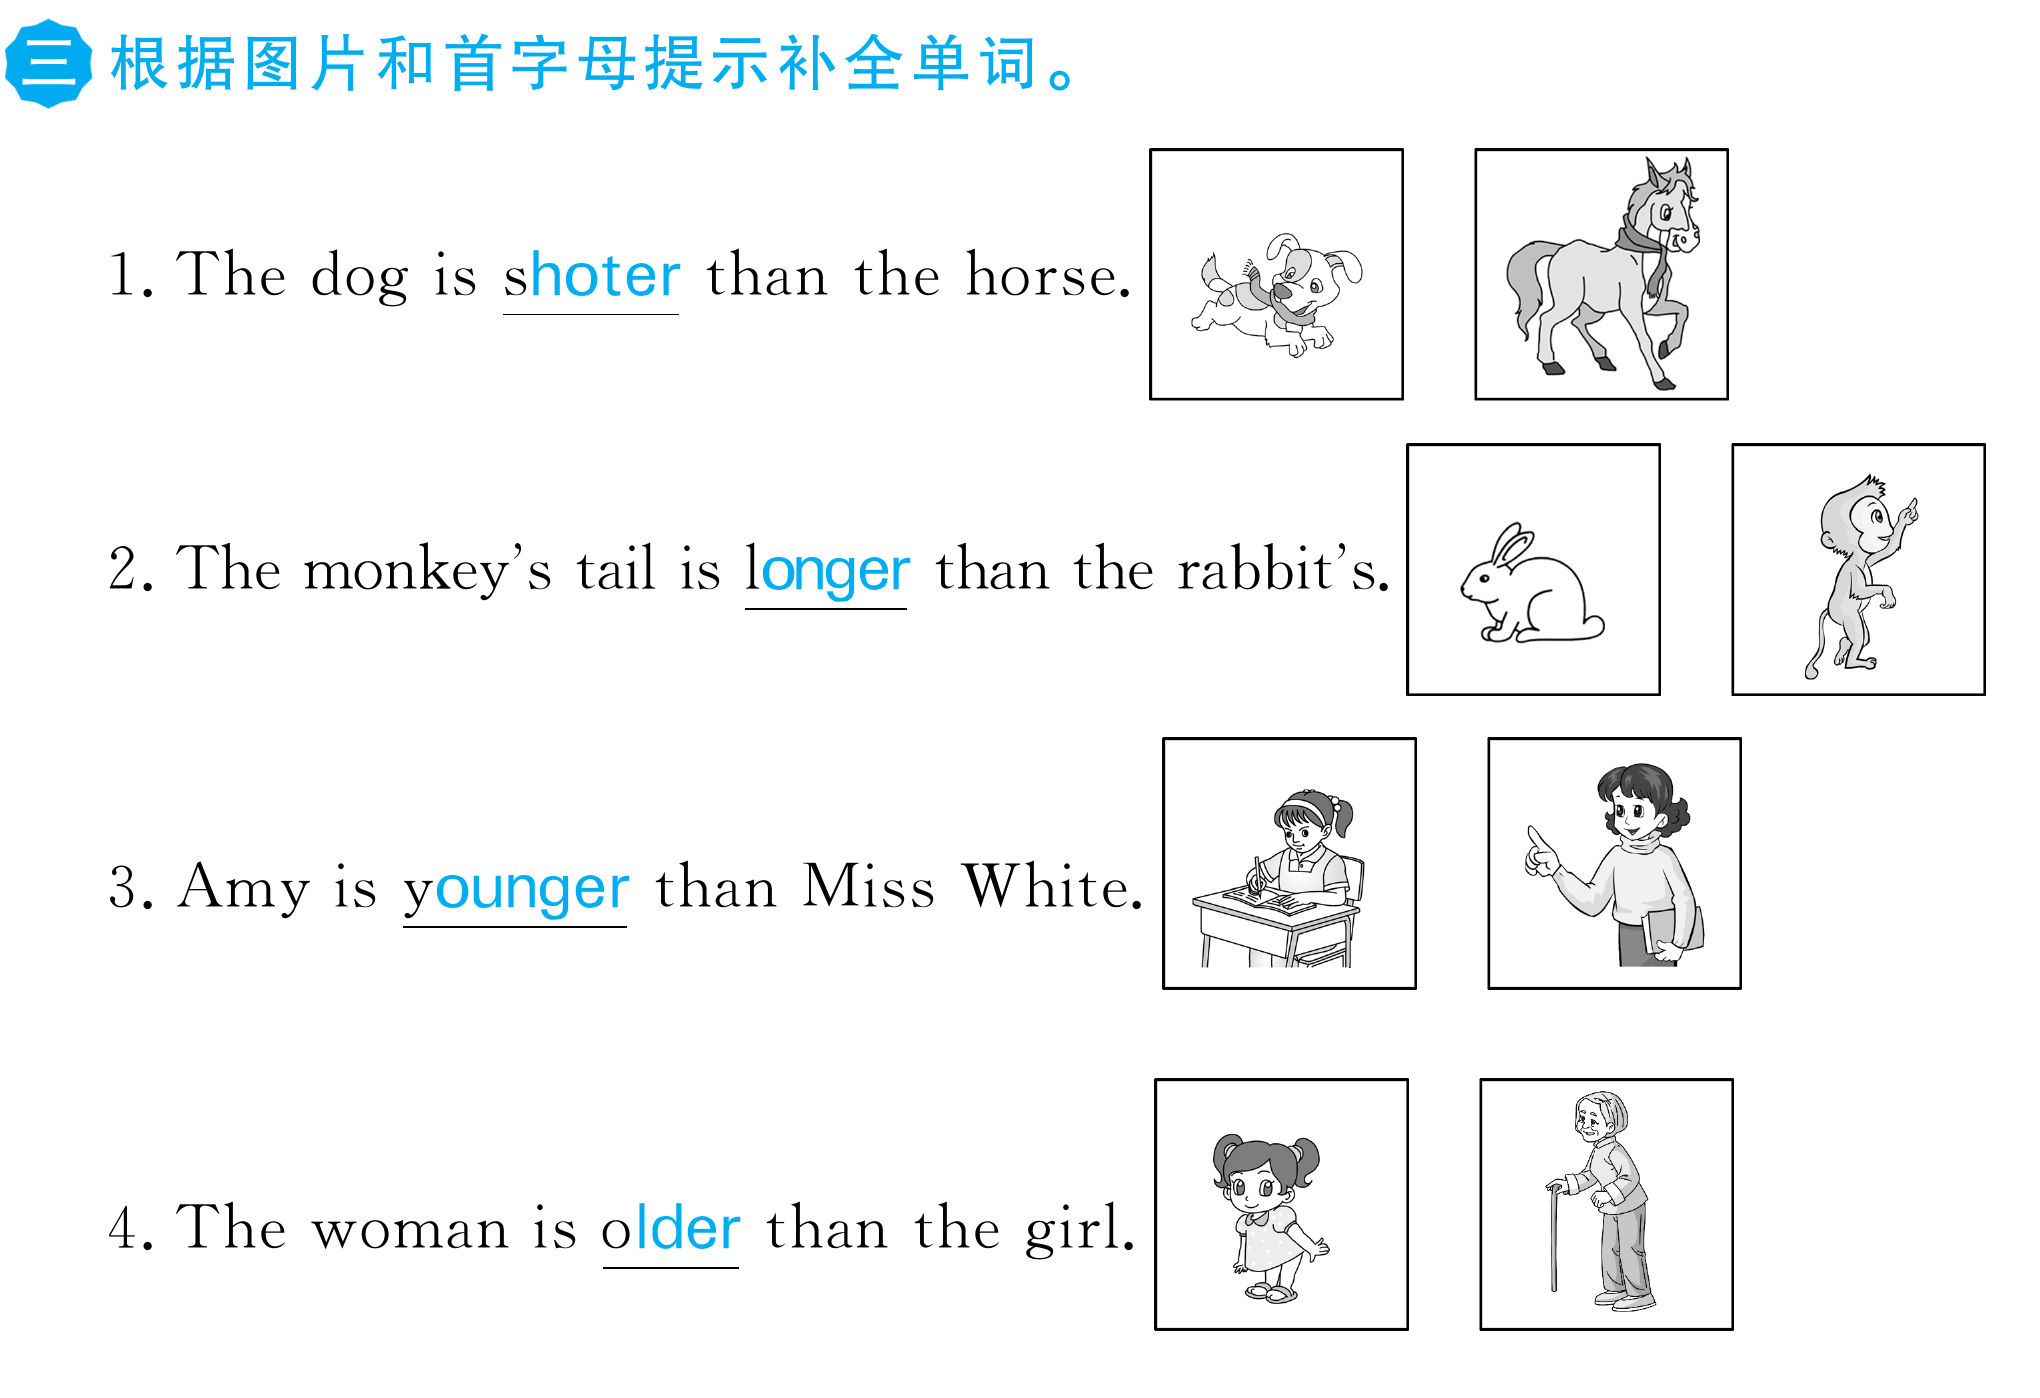 三 根据图片和首字母提示补全单词。
1. The dog is shoter than the horse.
2. The monkey's tail is longer than the rabbit's.
3. Amy is younger than Miss White.
4. The woman is older than the girl.